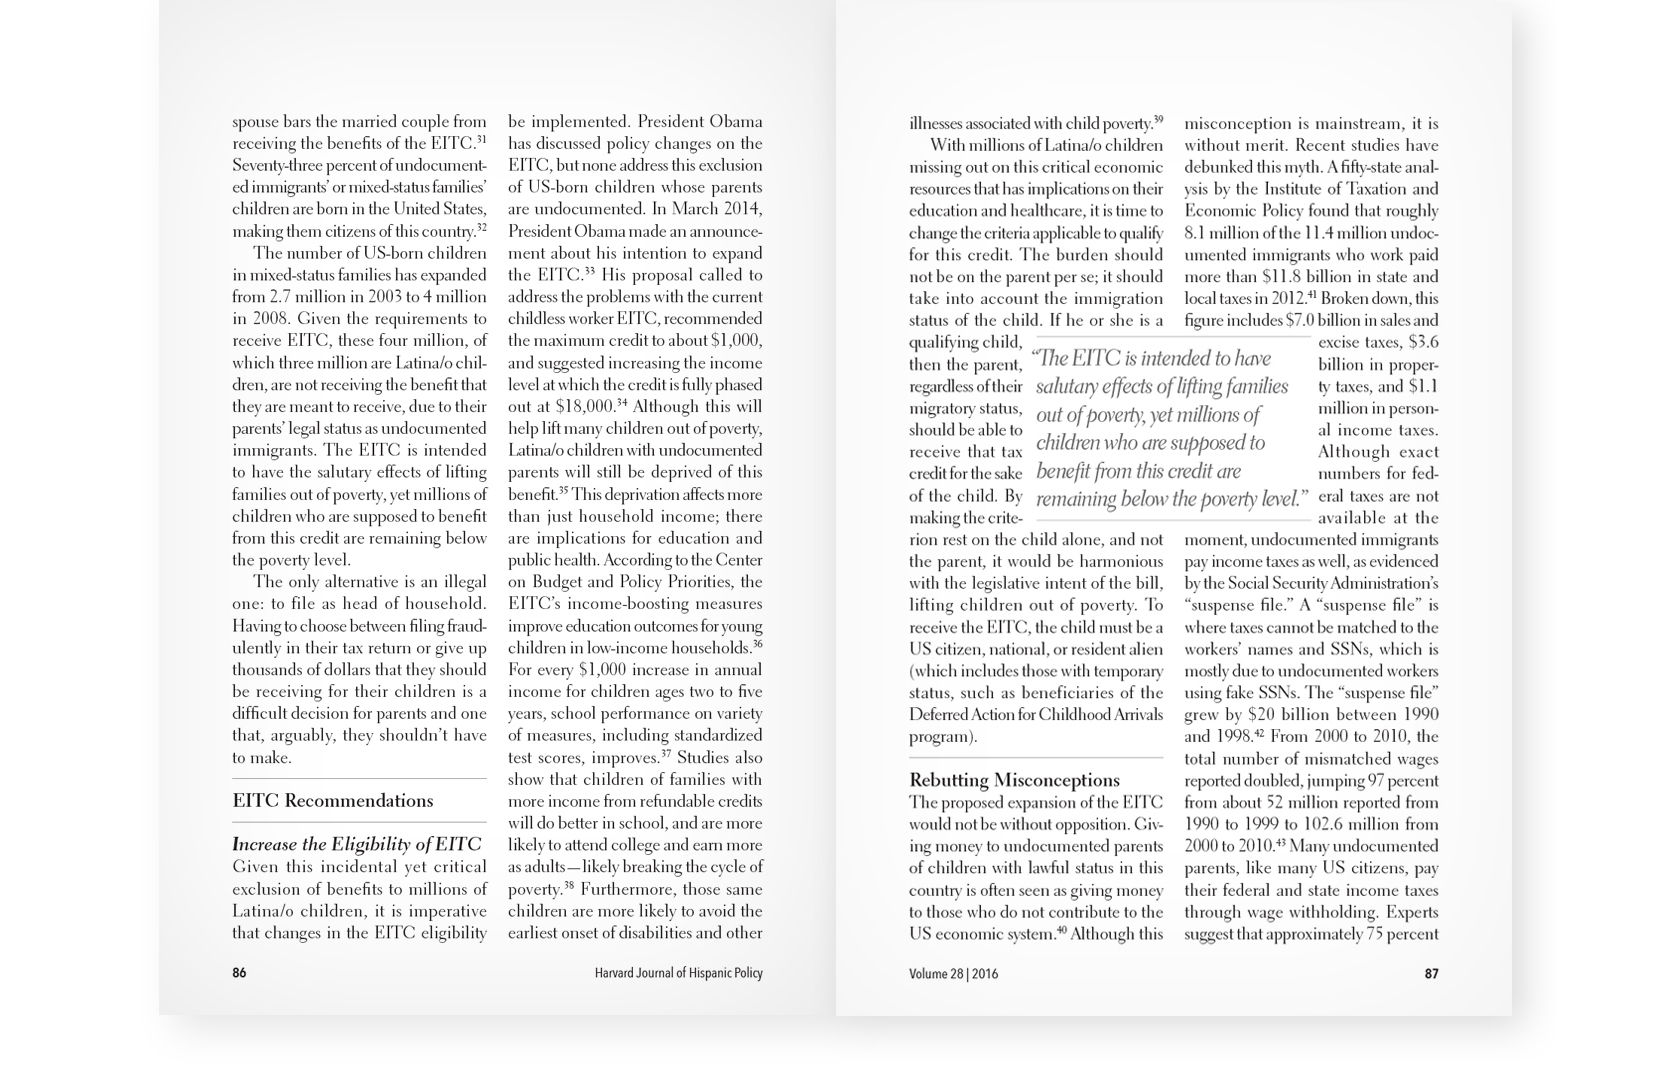 spouse bars the married couple from
receiving the benefits of the EITC.³¹
Seventy-three percent of undocument-
ed immigrants’ or mixed-status families’
children are born in the United States,
making them citizens of this country.³²
The number of US-born children
in mixed-status families has expanded
from 2.7 million in 2003 to 4 million
in 2008. Given the requirements to
receive EITC, these four million, of
which three million are Latina/o chil-
dren, are not receiving the benefit that
they are meant to receive, due to their
parents’ legal status as undocumented
immigrants. The EITC is intended
to have the salutary effects of lifting
families out of poverty, yet millions of
children who are supposed to benefit
from this credit are remaining below
the poverty level.
The only alternative is an illegal
one: to file as head of household.
Having to choose between filing fraud-
ulently in their tax return or give up
thousands of dollars that they should
be receiving for their children is a
difficult decision for parents and one
that, arguably, they shouldn’t have
to make.
EITC Recommendations
Increase the Eligibility of EITC
Given this incidental yet critical
exclusion of benefits to millions of
Latina/o children, it is imperative
that changes in the EITC eligibility
be implemented. President Obama
has discussed policy changes on the
EITC, but none address this exclusion
of US-born children whose parents
are undocumented. In March 2014,
President Obama made an announce-
ment about his intention to expand
the EITC.³³ His proposal called to
address the problems with the current
childless worker EITC, recommended
the maximum credit to about $1,000,
and suggested increasing the income
level at which the credit is fully phased
out at $18,000.³⁴ Although this will
help lift many children out of poverty,
Latina/o children with undocumented
parents will still be deprived of this
benefit.³⁵ This deprivation affects more
than just household income; there
are implications for education and
public health. According to the Center
on Budget and Policy Priorities, the
EITC’s income-boosting measures
improve education outcomes for young
children in low-income households.³⁶
For every $1,000 increase in annual
income for children ages two to five
years, school performance on variety
of measures, including standardized
test scores, improves.³⁷ Studies also
show that children of families with
more income from refundable credits
will do better in school, and are more
likely to attend college and earn more
as adults—likely breaking the cycle of
poverty.³⁸ Furthermore, those same
children are more likely to avoid the
earliest onset of disabilities and other
86
Harvard Journal of Hispanic Policy
illnesses associated with child poverty.³⁹
With millions of Latina/o children
missing out on this critical economic
resources that has implications on their
education and healthcare, it is time to
change the criteria applicable to qualify
for this credit. The burden should
not be on the parent per se; it should
take into account the immigration
status of the child. If he or she is a
qualifying child,
then the parent,
regardless of their
migratory status,
should be able to
receive that tax
credit for the sake
of the child. By
making the crite-
rion rest on the child alone, and not
the parent, it would be harmonious
with the legislative intent of the bill,
lifting children out of poverty. To
receive the EITC, the child must be a
US citizen, national, or resident alien
(which includes those with temporary
status, such as beneficiaries of the
Deferred Action for Childhood Arrivals
program).
Rebutting Misconceptions
The proposed expansion of the EITC
would not be without opposition. Giv-
ing money to undocumented parents
of children with lawful status in this
country is often seen as giving money
to those who do not contribute to the
US economic system.⁴⁰ Although this
“The EITC is intended to have
salutary effects of lifting families
out of poverty, yet millions of
children who are supposed to
benefit from this credit are
remaining below the poverty level.”
misconception is mainstream, it is
without merit. Recent studies have
debunked this myth. A fifty-state anal-
ysis by the Institute of Taxation and
Economic Policy found that roughly
8.1 million of the 11.4 million undoc-
umented immigrants who work paid
more than $11.8 billion in state and
local taxes in 2012.⁴¹ Broken down, this
figure includes $7.0 billion in sales and
excise taxes, $3.6
billion in proper-
ty taxes, and $1.1
million in person-
al income taxes.
Although exact
numbers for fed-
eral taxes are not
available at the
moment, undocumented immigrants
pay income taxes as well, as evidenced
by the Social Security Administration’s
“suspense file.” A “suspense file” is
where taxes cannot be matched to the
workers’ names and SSNs, which is
mostly due to undocumented workers
using fake SSNs. The “suspense file”
grew by $20 billion between 1990
and 1998.⁴² From 2000 to 2010, the
total number of mismatched wages
reported doubled, jumping 97 percent
from about 52 million reported from
1990 to 1999 to 102.6 million from
2000 to 2010.⁴³ Many undocumented
parents, like many US citizens, pay
their federal and state income taxes
through wage withholding. Experts
suggest that approximately 75 percent
Volume 28 | 2016
87